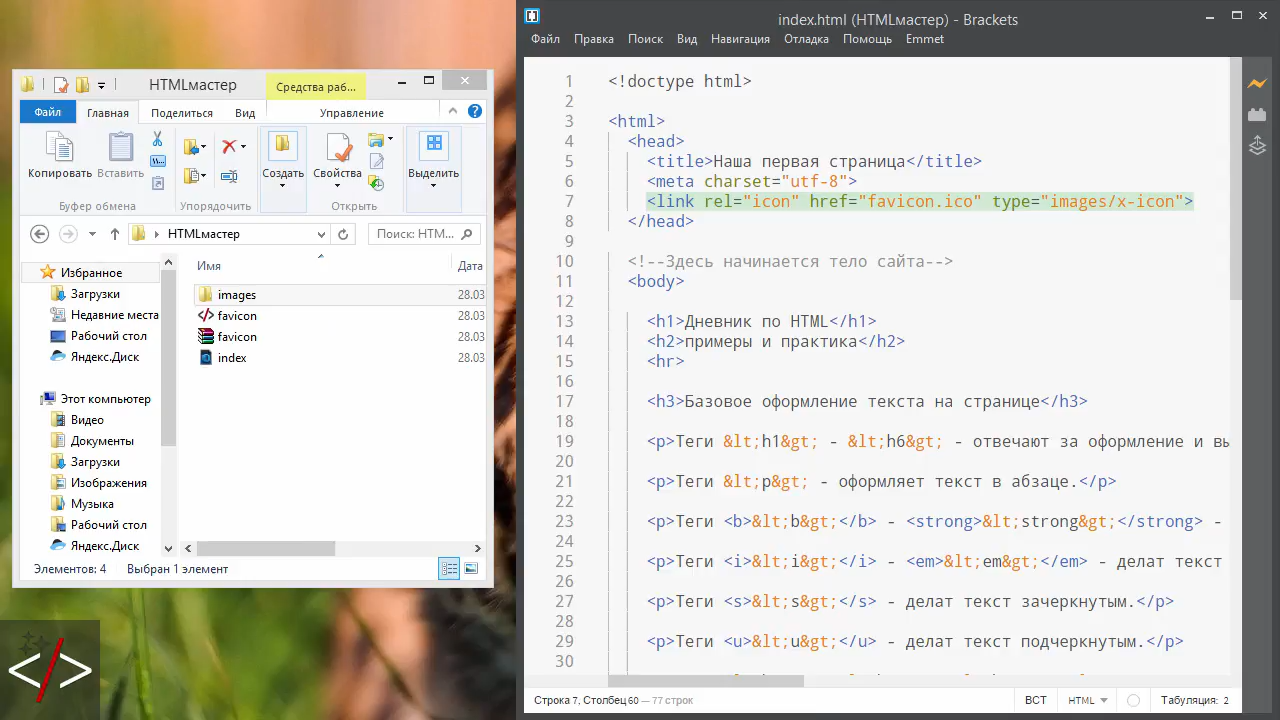 HTMLмастер
Средства раб...
Файл
Главная
Поделиться
Вид
Управление
Копировать
Вставить
Создать
Свойства
Выделить
Буфер обмена
Упорядочить
Открыть
HTMLмастер
Поиск: HTM...
Избранное
Загрузки
Недавние места
Рабочий стол
Яндекс.Диск
Этот компьютер
Видео
Документы
Загрузки
Изображения
Музыка
Рабочий стол
Яндекс.Диск
Имя
Дата
images 28.03
favicon 28.03
favicon 28.03
index 28.03
Элементов: 4
Выбран 1 элемент
</>
index.html (HTMLмастер) - Brackets
Файл Правка Поиск Вид Навигация Отладка Помощь Emmet
1 <!doctype html>
2
3 <html>
4 <head>
5 <title>Наша первая страница</title>
6 <meta charset="utf-8">
7 <link rel="icon" href="favicon.ico" type="images/x-icon">
8 </head>
9
10 <!--Здесь начинается тело сайта-->
11 <body>
12
13 <h1>Дневник по HTML</h1>
14 <h2>примеры и практика</h2>
15 <hr>
16
17 <h3>Базовое оформление текста на странице</h3>
18
19 <p>Теги &lt;h1&gt; - &lt;h6&gt; - отвечают за оформление и вы
20
21 <p>Теги &lt;p&gt; - оформляет текст в абзаце.</p>
22
23 <p>Теги <b>&lt;b&gt;</b> - <strong>&lt;strong&gt;</strong> -
24
25 <p>Теги <i>&lt;i&gt;</i> - <em>&lt;em&gt;</em> - делат текст
26
27 <p>Теги <s>&lt;s&gt;</s> - делат текст зачеркнутым.</p>
28
29 <p>Теги <u>&lt;u&gt;</u> - делат текст подчеркнутым.</p>
30
Строка 7, Столбец 60 — 77 строк
ВСТ
HTML
Табуляция: 2